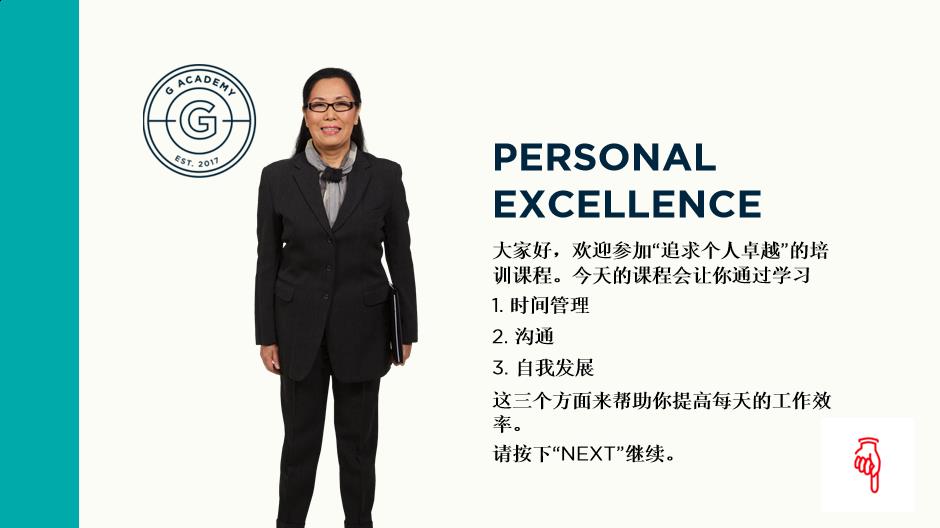 G ACADEMY
G
EST. 2017
PERSONAL
EXCELLENCE
大家好，欢迎参加“追求个人卓越”的培
训课程。今天的课程会让你通过学习
1. 时间管理
2. 沟通
3. 自我发展
这三个方面来帮助你提高每天的工作效
率。
请按下“NEXT”继续。